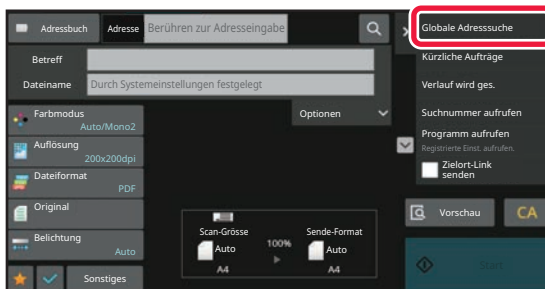 Adressbuch
Adresse
Berühren zur Adresseingabe
Betreff
Dateiname
Durch Systemeinstellungen festgelegt
Farbmodus
Auto/Mono2
Auflösung
200x200dpi
Dateiformat
PDF
Original
Belichtung
Auto
Sonstiges
Optionen
Scan-Grösse
Auto
A4
100%
Sende-Format
Auto
A4
Globale Adresssuche
Kürzliche Aufträge
Verlauf wird ges.
Suchnummer aufrufen
Programm aufrufen
Registrierte Einst. aufrufen.
Zielort-Link
senden
Vorschau
CA
Start